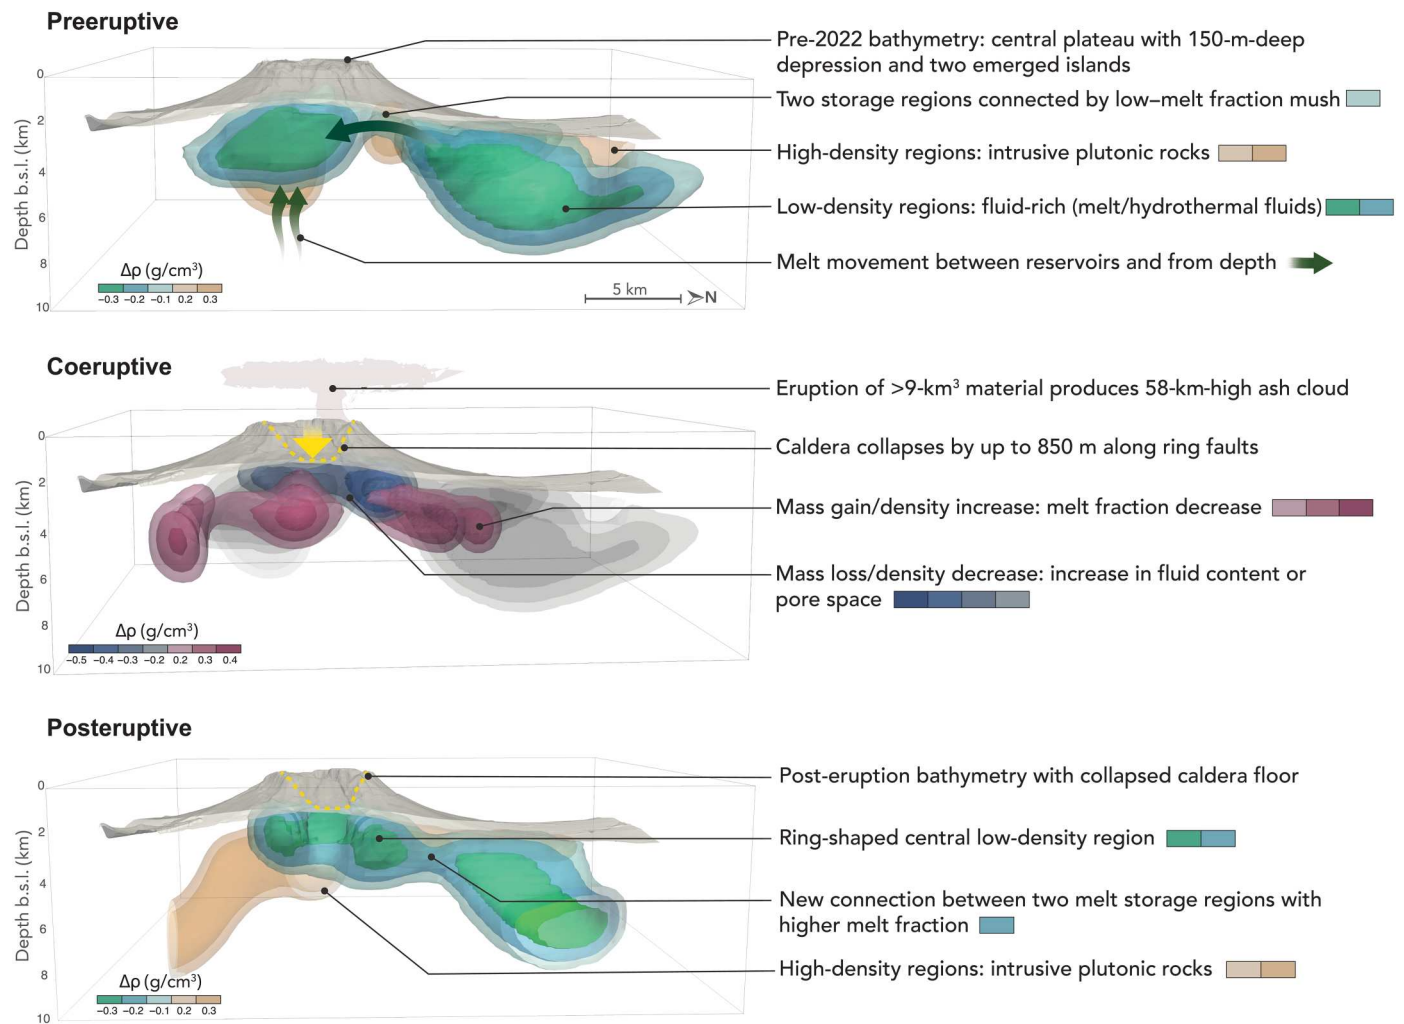 Preeruptive
Pre-2022 bathymetry: central plateau with 150-m-deep
depression and two emerged islands
Two storage regions connected by low–melt fraction mush
High-density regions: intrusive plutonic rocks
Low-density regions: fluid-rich (melt/hydrothermal fluids)
Melt movement between reservoirs and from depth
Depth b.s.l. (km)
0
2
4
6
8
10
Δρ (g/cm³)
−0.3 −0.2 −0.1 0.2 0.3
5 km
N
Coeruptive
Eruption of >9-km³ material produces 58-km-high ash cloud
Caldera collapses by up to 850 m along ring faults
Mass gain/density increase: melt fraction decrease
Mass loss/density decrease: increase in fluid content or
pore space
Depth b.s.l. (km)
0
2
4
6
8
10
Δρ (g/cm³)
−0.5 −0.4 −0.3 −0.2 0.2 0.3 0.4
Posteruptive
Post-eruption bathymetry with collapsed caldera floor
Ring-shaped central low-density region
New connection between two melt storage regions with
higher melt fraction
High-density regions: intrusive plutonic rocks
Depth b.s.l. (km)
0
2
4
6
8
10
Δρ (g/cm³)
−0.3 −0.2 −0.1 0.2 0.3